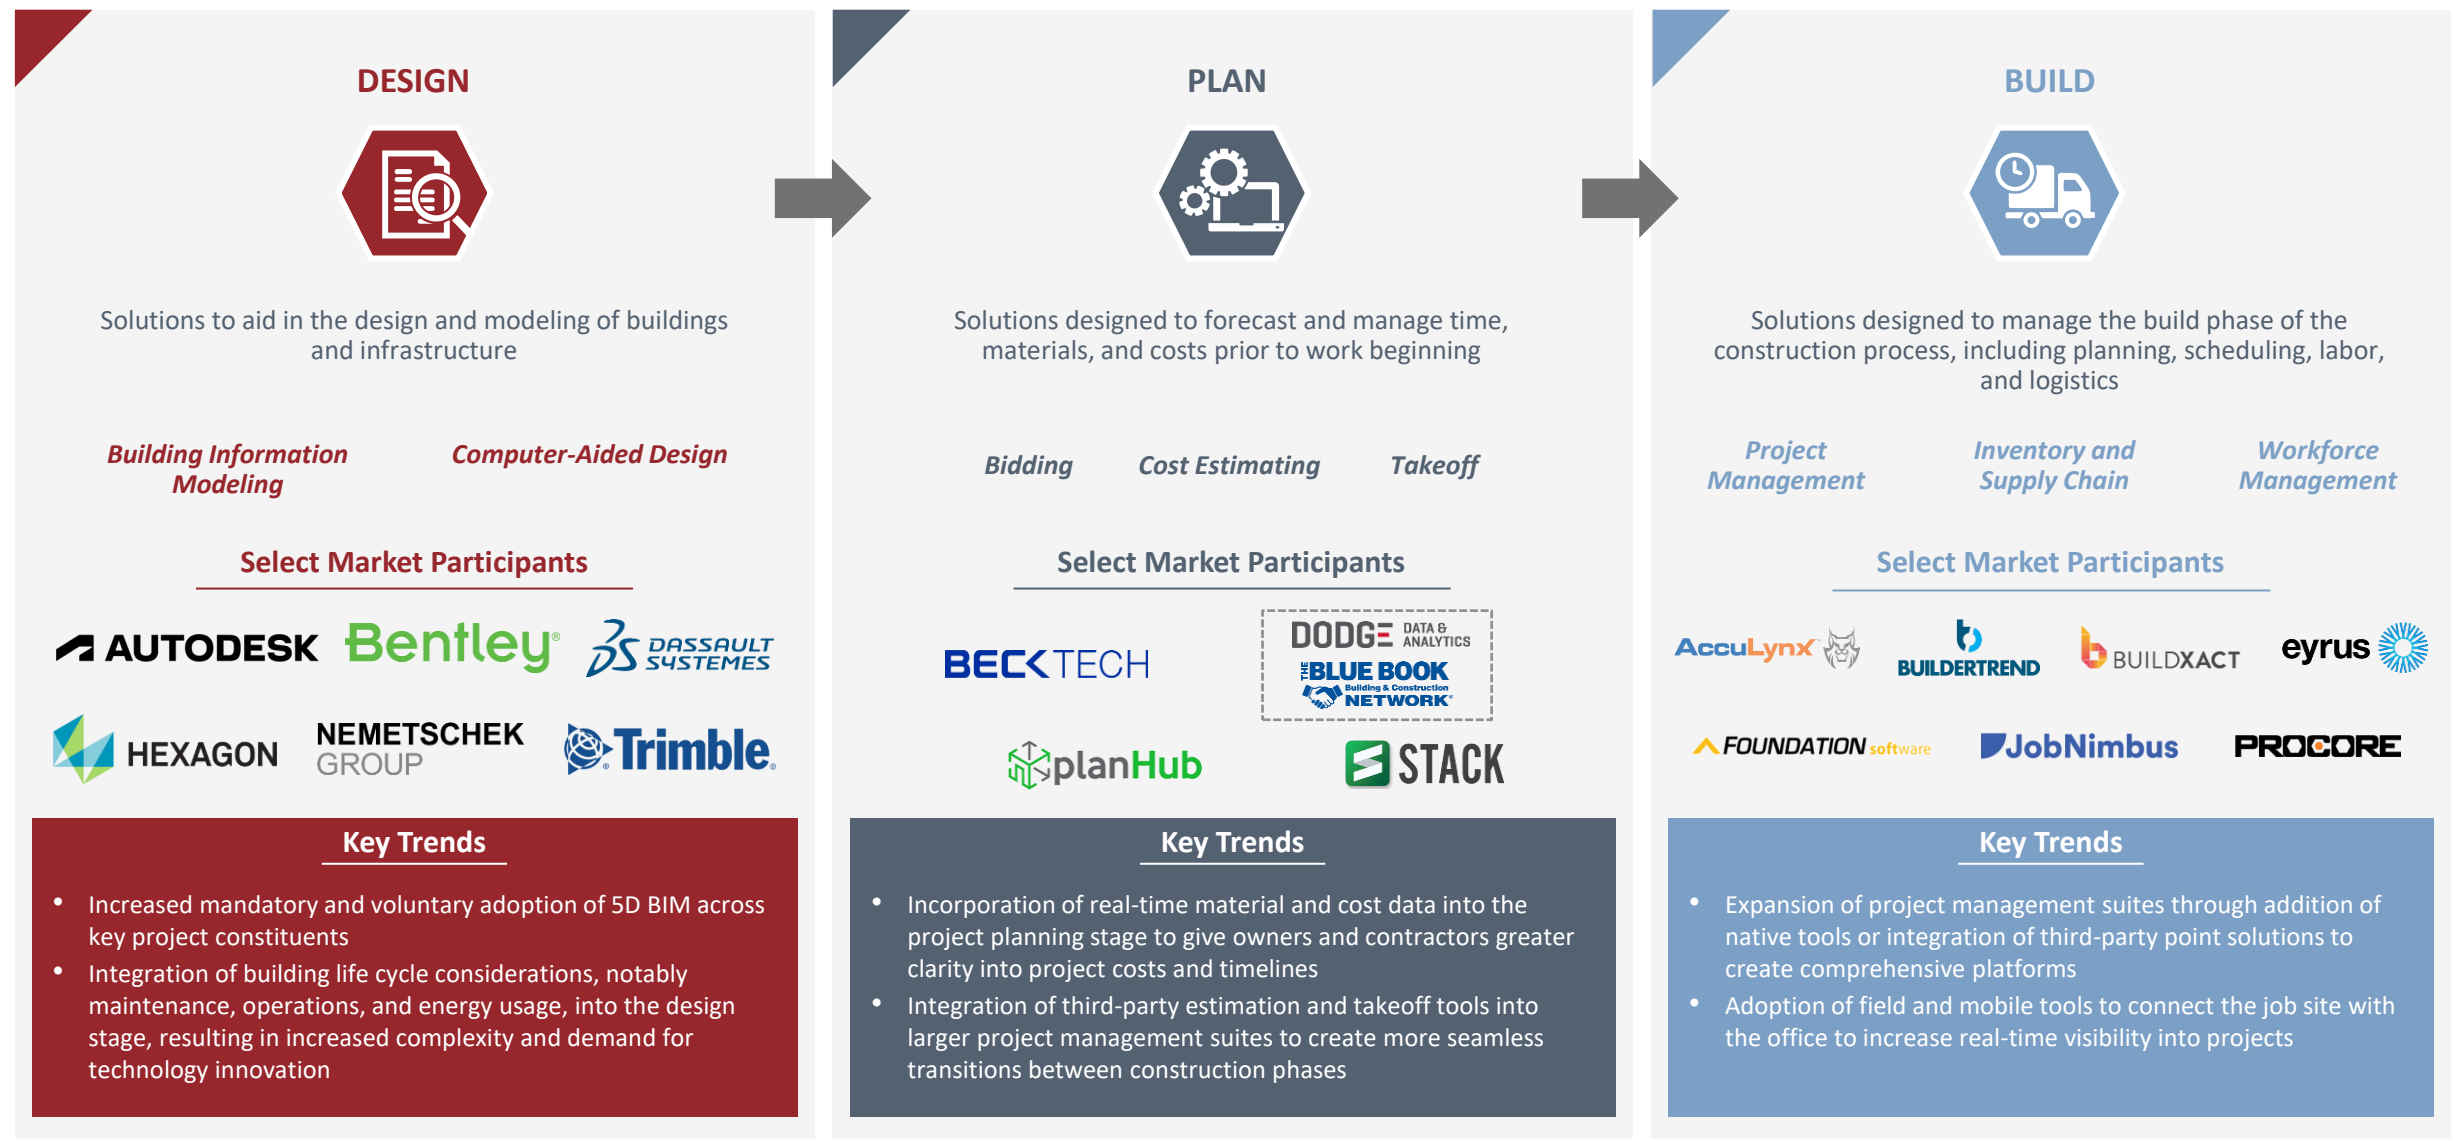 DESIGN
Solutions to aid in the design and modeling of buildings
and infrastructure
Building Information
Modeling
Computer-Aided Design
Select Market Participants
AUTODESK
Bentley®
3S DASSAULT
SYSTEMES
HEXAGON
NEMETSCHEK
GROUP
Trimble®
Key Trends
• Increased mandatory and voluntary adoption of 5D BIM across
key project constituents
• Integration of building life cycle considerations, notably
maintenance, operations, and energy usage, into the design
stage, resulting in increased complexity and demand for
technology innovation
PLAN
Solutions designed to forecast and manage time,
materials, and costs prior to work beginning
Bidding
Cost Estimating
Takeoff
Select Market Participants
BECK TECH
DODGE DATA &
ANALYTICS
THE BLUE BOOK
Building & Construction
NETWORK®
planHub
STACK
Key Trends
• Incorporation of real-time material and cost data into the
project planning stage to give owners and contractors greater
clarity into project costs and timelines
• Integration of third-party estimation and takeoff tools into
larger project management suites to create more seamless
transitions between construction phases
BUILD
Solutions designed to manage the build phase of the
construction process, including planning, scheduling, labor,
and logistics
Project
Management
Inventory and
Supply Chain
Workforce
Management
Select Market Participants
AccuLynx
BUILDERTREND
BUILDXACT
eyrus
FOUNDATION software
JobNimbus
PROCORE
Key Trends
• Expansion of project management suites through addition of
native tools or integration of third-party point solutions to
create comprehensive platforms
• Adoption of field and mobile tools to connect the job site with
the office to increase real-time visibility into projects